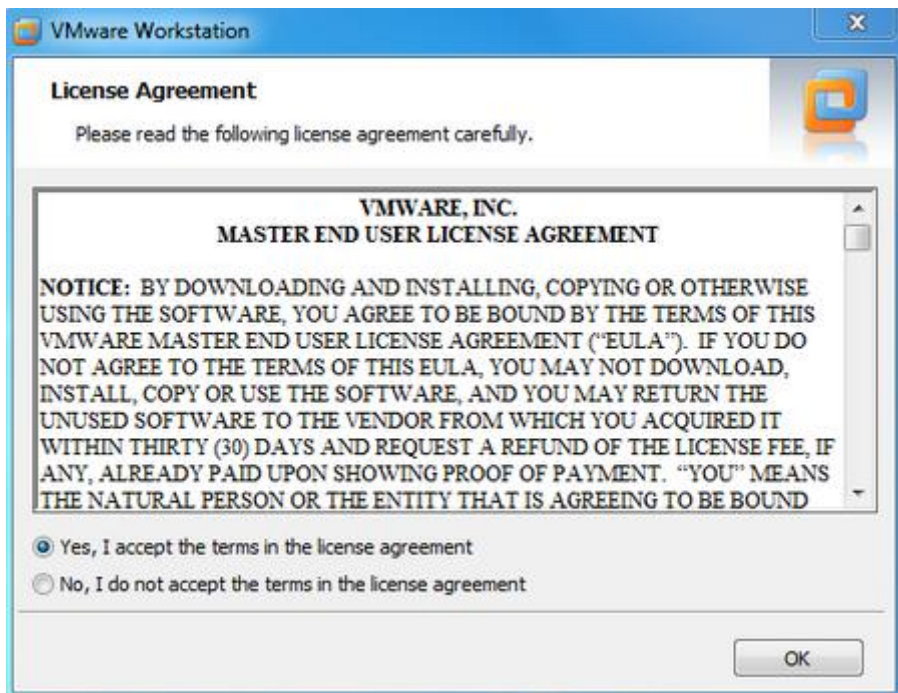 VMware Workstation
License Agreement
Please read the following license agreement carefully.
VMWARE, INC.
MASTER END USER LICENSE AGREEMENT
NOTICE: BY DOWNLOADING AND INSTALLING, COPYING OR OTHERWISE
USING THE SOFTWARE, YOU AGREE TO BE BOUND BY THE TERMS OF THIS
VMWARE MASTER END USER LICENSE AGREEMENT (“EULA”). IF YOU DO
NOT AGREE TO THE TERMS OF THIS EULA, YOU MAY NOT DOWNLOAD,
INSTALL, COPY OR USE THE SOFTWARE, AND YOU MAY RETURN THE
UNUSED SOFTWARE TO THE VENDOR FROM WHICH YOU ACQUIRED IT
WITHIN THIRTY (30) DAYS AND REQUEST A REFUND OF THE LICENSE FEE, IF
ANY, ALREADY PAID UPON SHOWING PROOF OF PAYMENT. “YOU” MEANS
THE NATURAL PERSON OR THE ENTITY THAT IS AGREEING TO BE BOUND
Yes, I accept the terms in the license agreement
No, I do not accept the terms in the license agreement
OK